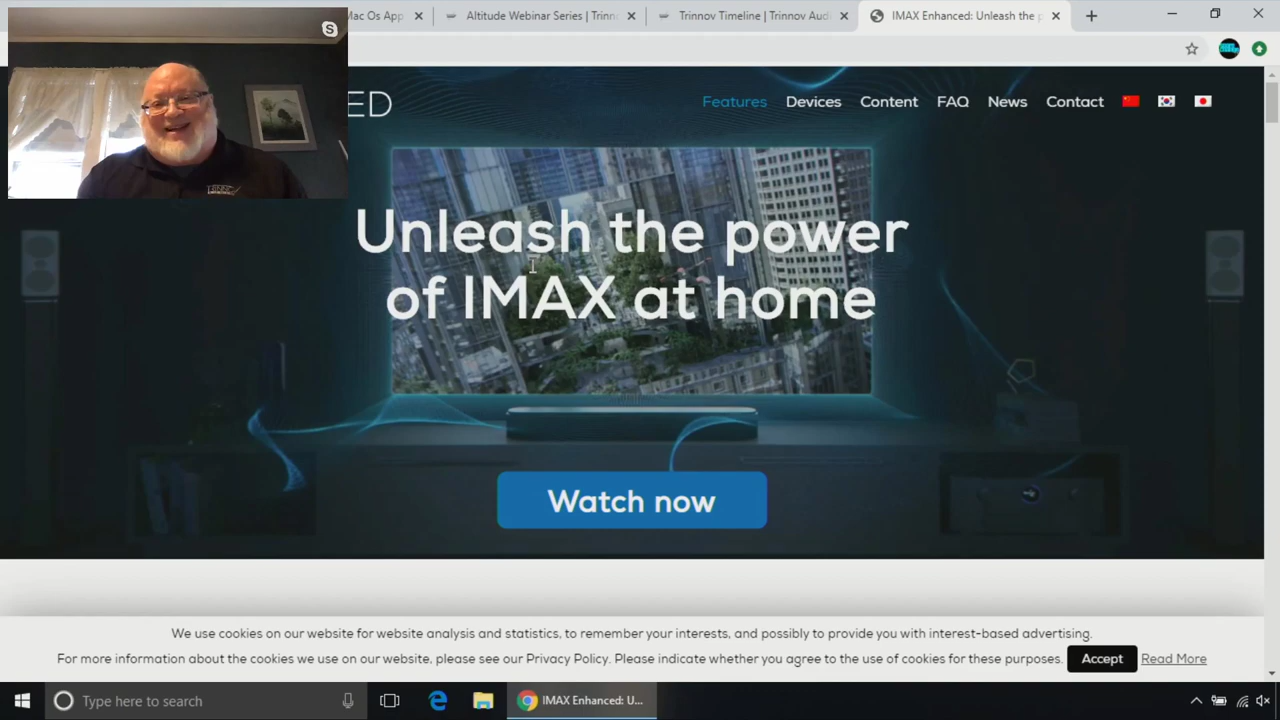 Mac Os App
Altitude Webinar Series | Trinn
Trinnov Timeline | Trinnov Aud
IMAX Enhanced: Unleash the p
ED
Features Devices Content FAQ News Contact
Unleash the power
of IMAX at home
Watch now
We use cookies on our website for website analysis and statistics, to remember your interests, and possibly to provide you with interest-based advertising.
For more information about the cookies we use on our website, please see our Privacy Policy. Please indicate whether you agree to the use of cookies for these purposes. Accept Read More
Type here to search
IMAX Enhanced: U...